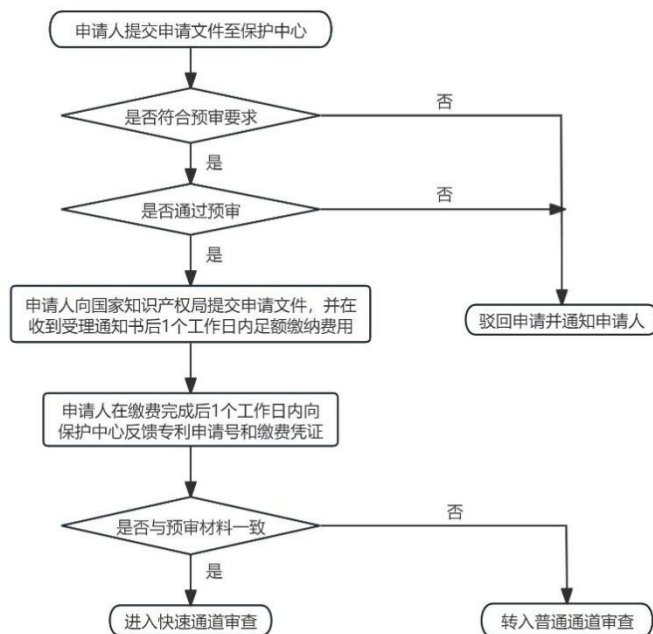 申请人提交申请文件至保护中心
否
是否符合预审要求
是
否
是否通过预审
是
申请人向国家知识产权局提交申请文件，并在
收到受理通知书后1个工作日内足额缴纳费用
驳回申请并通知申请人
申请人在缴费完成后1个工作日内向
保护中心反馈专利申请号和缴费凭证
否
是否与预审材料一致
是
进入快速通道审查
转入普通通道审查